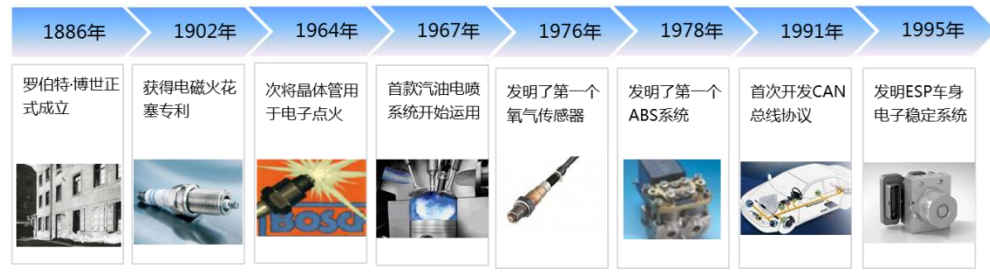 1886年
1902年
1964年
1967年
1976年
1978年
1991年
1995年
罗伯特·博世正
式成立
获得电磁火花
塞专利
次将晶体管用
于电子点火
首款汽油电喷
系统开始运用
发明了第一个
氧气传感器
发明了第一个
ABS系统
首次开发CAN
总线协议
发明ESP车身
电子稳定系统
BOSC